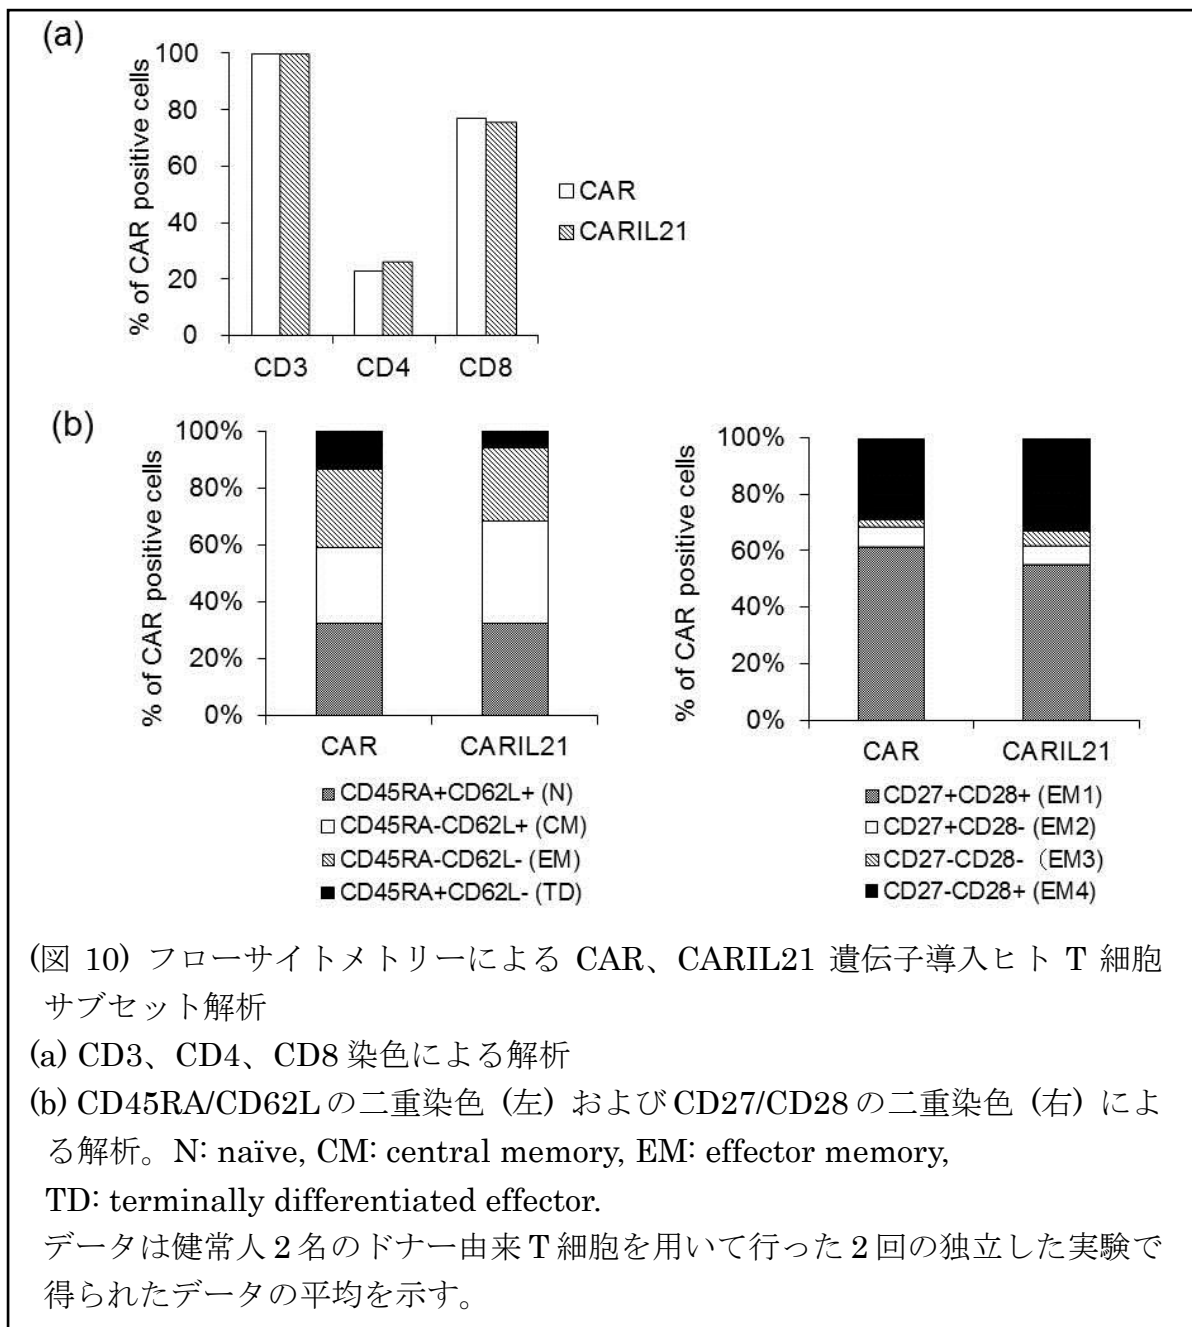 (a)
% of CAR positive cells
100
80
60
40
20
0
CD3 CD4 CD8
CAR
CARIL21
(b)
% of CAR positive cells
100%
80%
60%
40%
20%
0%
CAR CARIL21
CD45RA+CD62L+ (N)
CD45RA-CD62L+ (CM)
CD45RA-CD62L- (EM)
CD45RA+CD62L- (TD)
% of CAR positive cells
100%
80%
60%
40%
20%
0%
CAR CARIL21
CD27+CD28+ (EM1)
CD27+CD28- (EM2)
CD27-CD28-（EM3)
CD27-CD28+ (EM4)
(図 10) フローサイトメトリーによる CAR、CARIL21 遺伝子導入ヒト T 細胞
サブセット解析
(a) CD3、CD4、CD8 染色による解析
(b) CD45RA/CD62L の二重染色 (左) および CD27/CD28 の二重染色 (右) によ
る解析。N: naïve, CM: central memory, EM: effector memory,
TD: terminally differentiated effector.
データは健常人 2 名のドナー由来 T 細胞を用いて行った 2 回の独立した実験で
得られたデータの平均を示す。